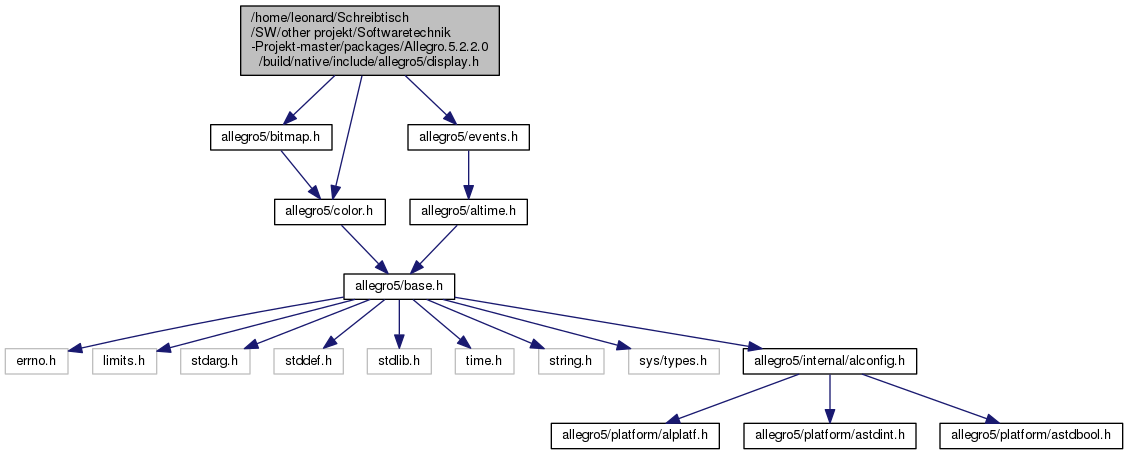 /home/leonard/Schreibtisch
/SW/other projekt/Softwaretechnik
-Projekt-master/packages/Allegro.5.2.2.0
/build/native/include/allegro5/display.h
allegro5/bitmap.h
allegro5/events.h
allegro5/color.h
allegro5/altime.h
allegro5/base.h
errno.h
limits.h
stdarg.h
stddef.h
stdlib.h
time.h
string.h
sys/types.h
allegro5/internal/alconfig.h
allegro5/platform/alplatf.h
allegro5/platform/astdint.h
allegro5/platform/astdbool.h